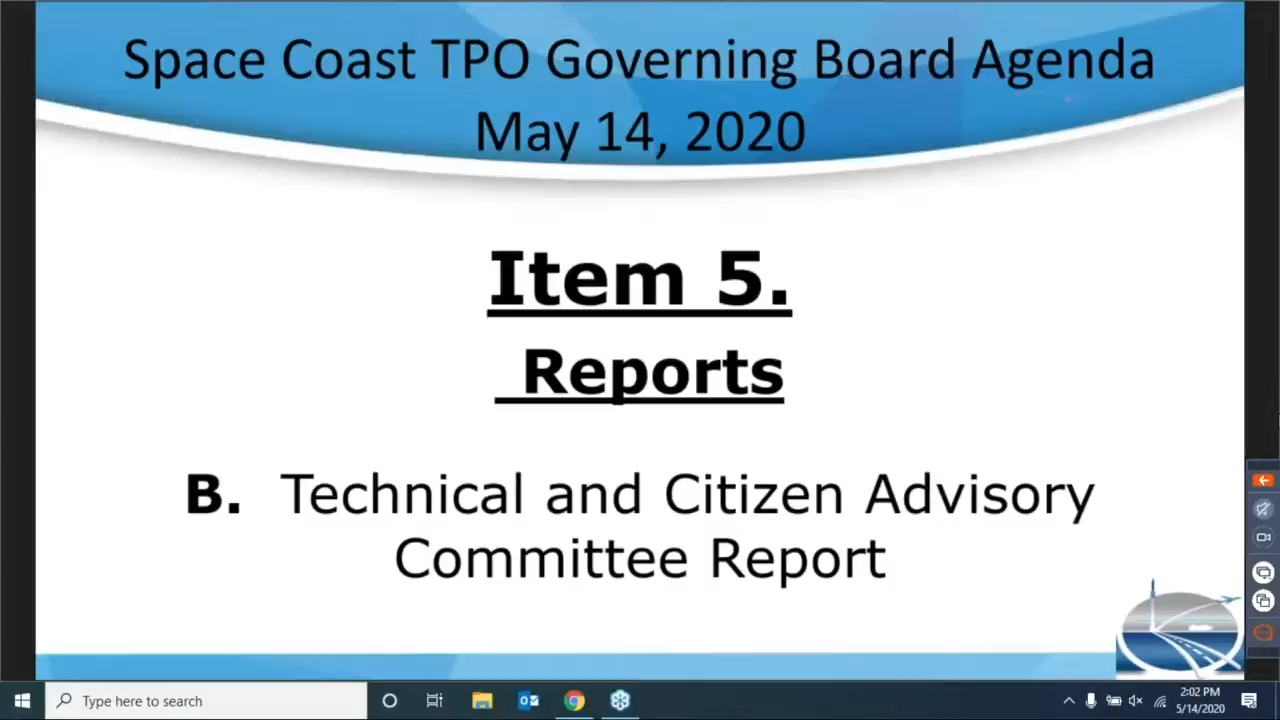 Space Coast TPO Governing Board Agenda
May 14, 2020
Item 5.
Reports
B. Technical and Citizen Advisory
Committee Report
Type here to search
2:02 PM
5/14/2020